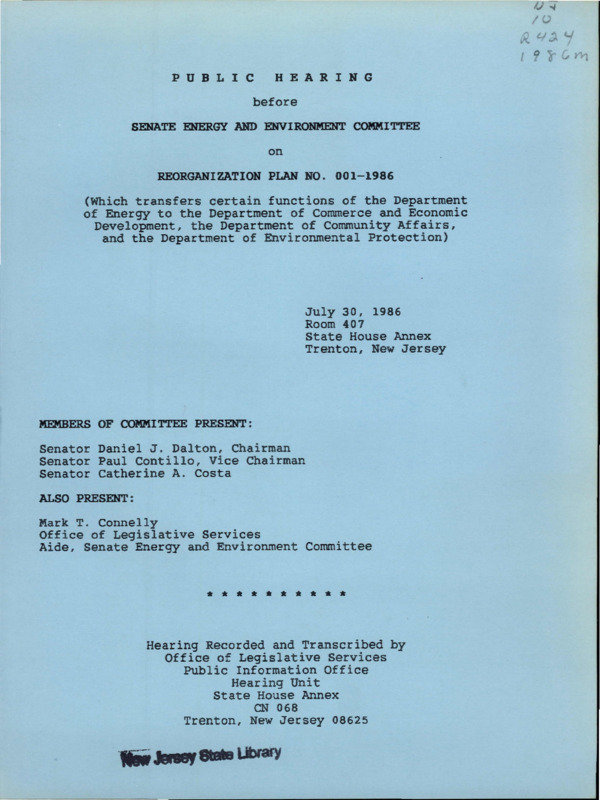 NJ
10
R424
1986m
PUBLIC HEARING
before
SENATE ENERGY AND ENVIRONMENT COMMITTEE
on
REORGANIZATION PLAN NO. 001-1986
(Which transfers certain functions of the Department
of Energy to the Department of Commerce and Economic
Development, the Department of Community Affairs,
and the Department of Environmental Protection)
July 30, 1986
Room 407
State House Annex
Trenton, New Jersey
MEMBERS OF COMMITTEE PRESENT:
Senator Daniel J. Dalton, Chairman
Senator Paul Contillo, Vice Chairman
Senator Catherine A. Costa
ALSO PRESENT:
Mark T. Connelly
Office of Legislative Services
Aide, Senate Energy and Environment Committee
* * * * * * * * * *
Hearing Recorded and Transcribed by
Office of Legislative Services
Public Information Office
Hearing Unit
State House Annex
CN 068
Trenton, New Jersey 08625
New Jersey State Library